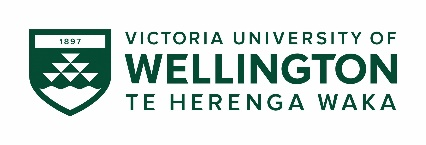 1897
VICTORIA UNIVERSITY OF
WELLINGTON
TE HERENGA WAKA